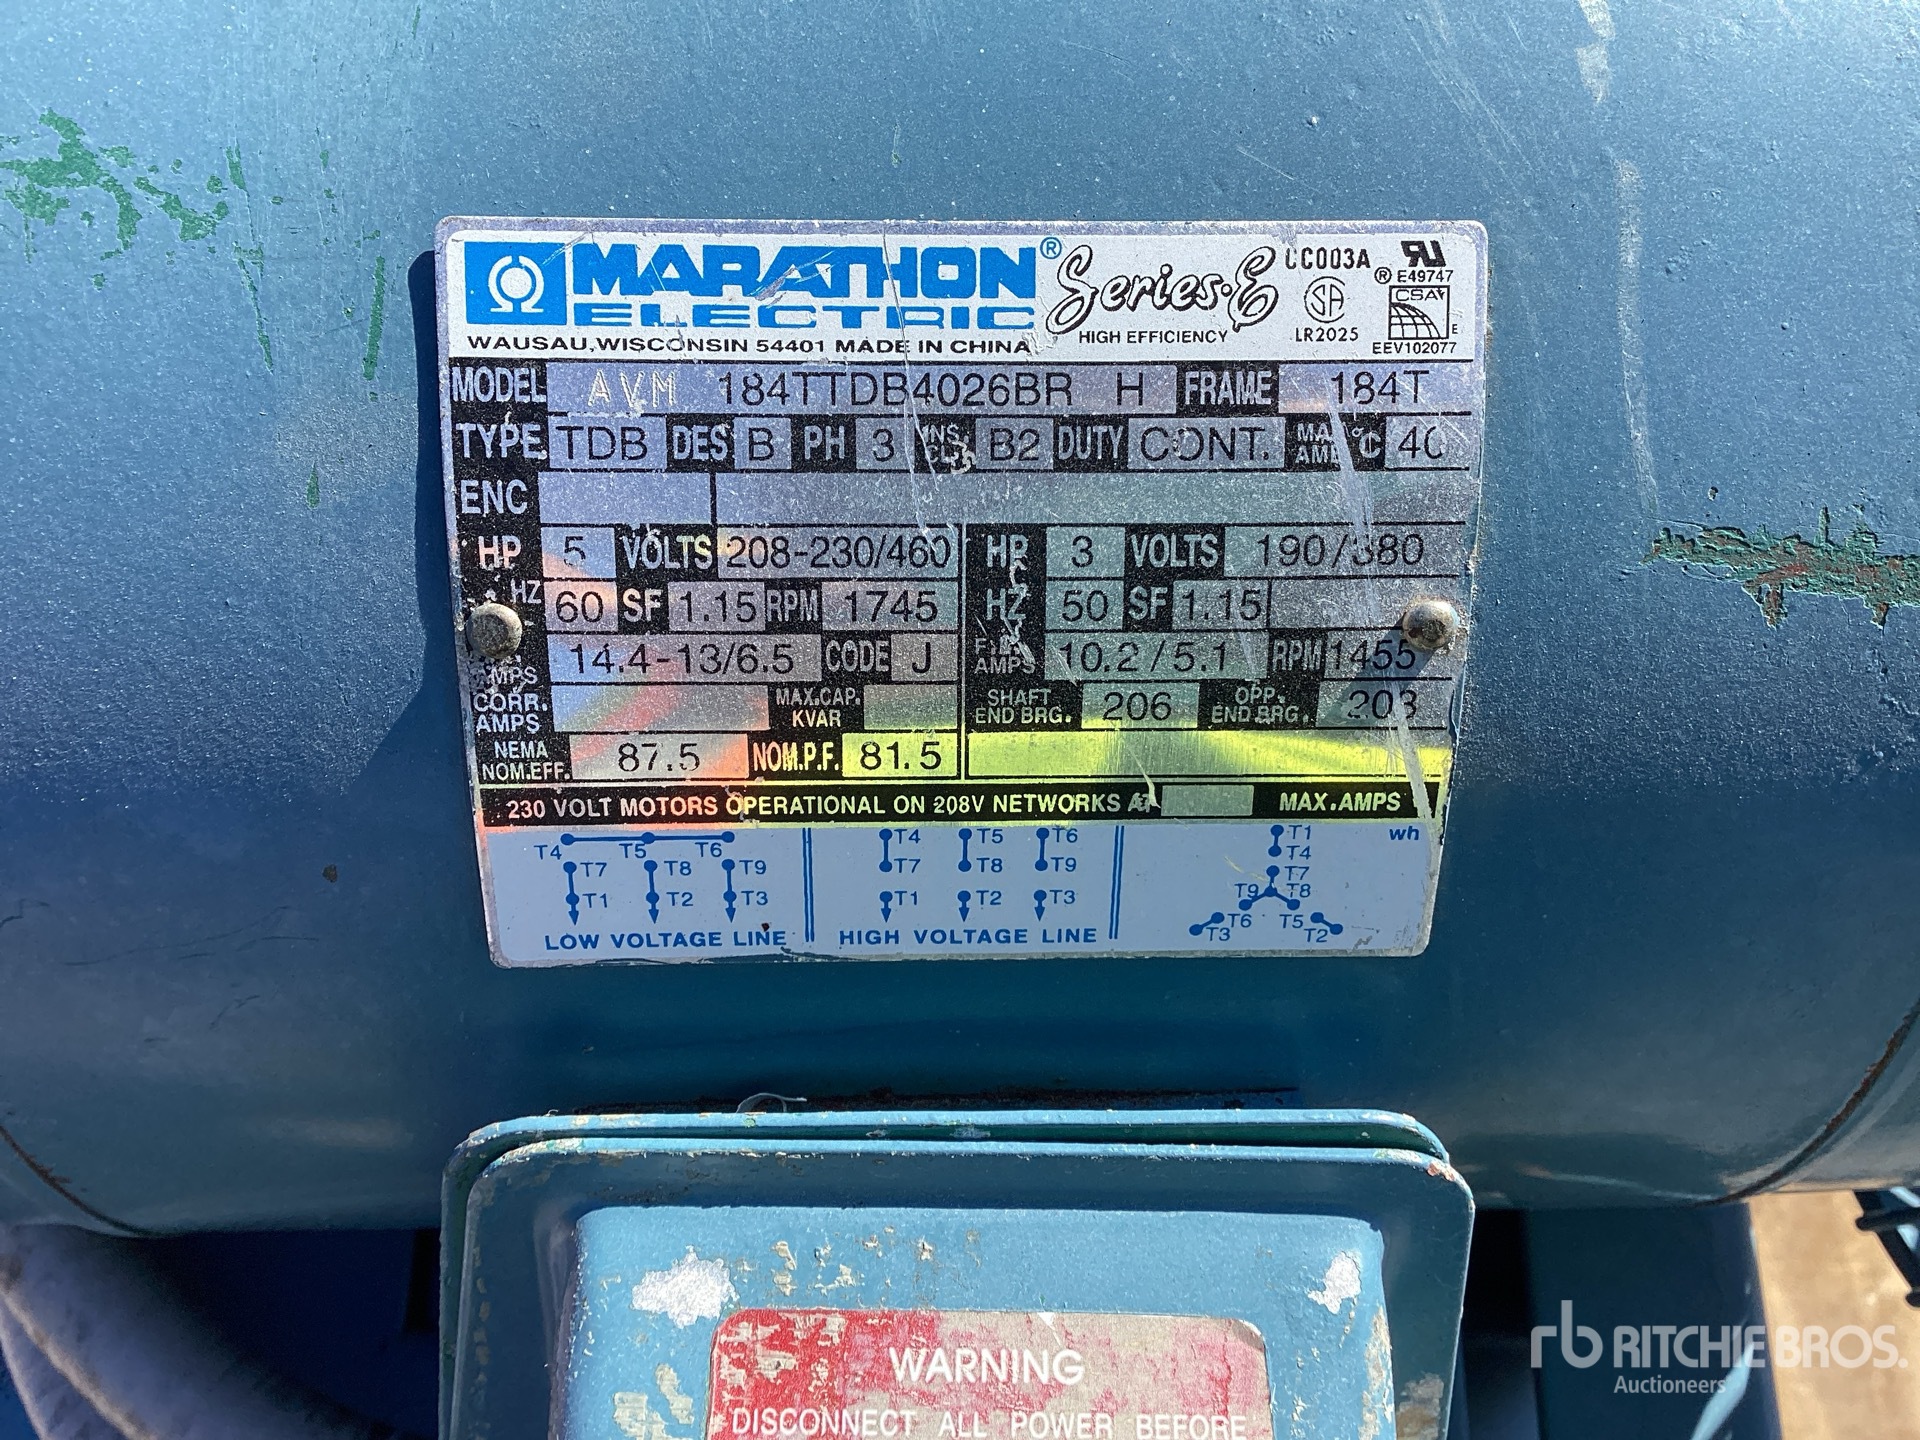 MARATHON® Series·E CC003A
ELECTRIC HIGH EFFICIENCY LR2025 ® E49747
CSA E
WAUSAU, WISCONSIN 54401 MADE IN CHINA EEV102077
MODEL AVM 184TTDB4026BR H FRAME 184T
TYPE TDB DES B PH 3 INS. CL. B2 DUTY CONT. MAX AMB °C 40
ENC
HP 5 VOLTS 208-230/460 HP 3 VOLTS 190/380
HZ 60 SF 1.15 RPM 1745 HZ 50 SF 1.15
AMPS 14.4-13/6.5 CODE J AMPS 10.2/5.1 RPM 1455
CORR. AMPS MAX.CAP. KVAR SHAFT END BRG. 206 OPP. END BRG. 203
NEMA NOM.EFF. 87.5 NOM.P.F. 81.5
230 VOLT MOTORS OPERATIONAL ON 208V NETWORKS AT MAX.AMPS
T4 T5 T6 T4 T5 T6 T1 wh
T7 T8 T9 T7 T8 T9 T4
T1 T2 T3 T1 T2 T3 T7
T9 T8
T6 T5
T3 T2
LOW VOLTAGE LINE HIGH VOLTAGE LINE
WARNING
DISCONNECT ALL POWER BEFORE
rb RITCHIE BROS.
Auctioneers